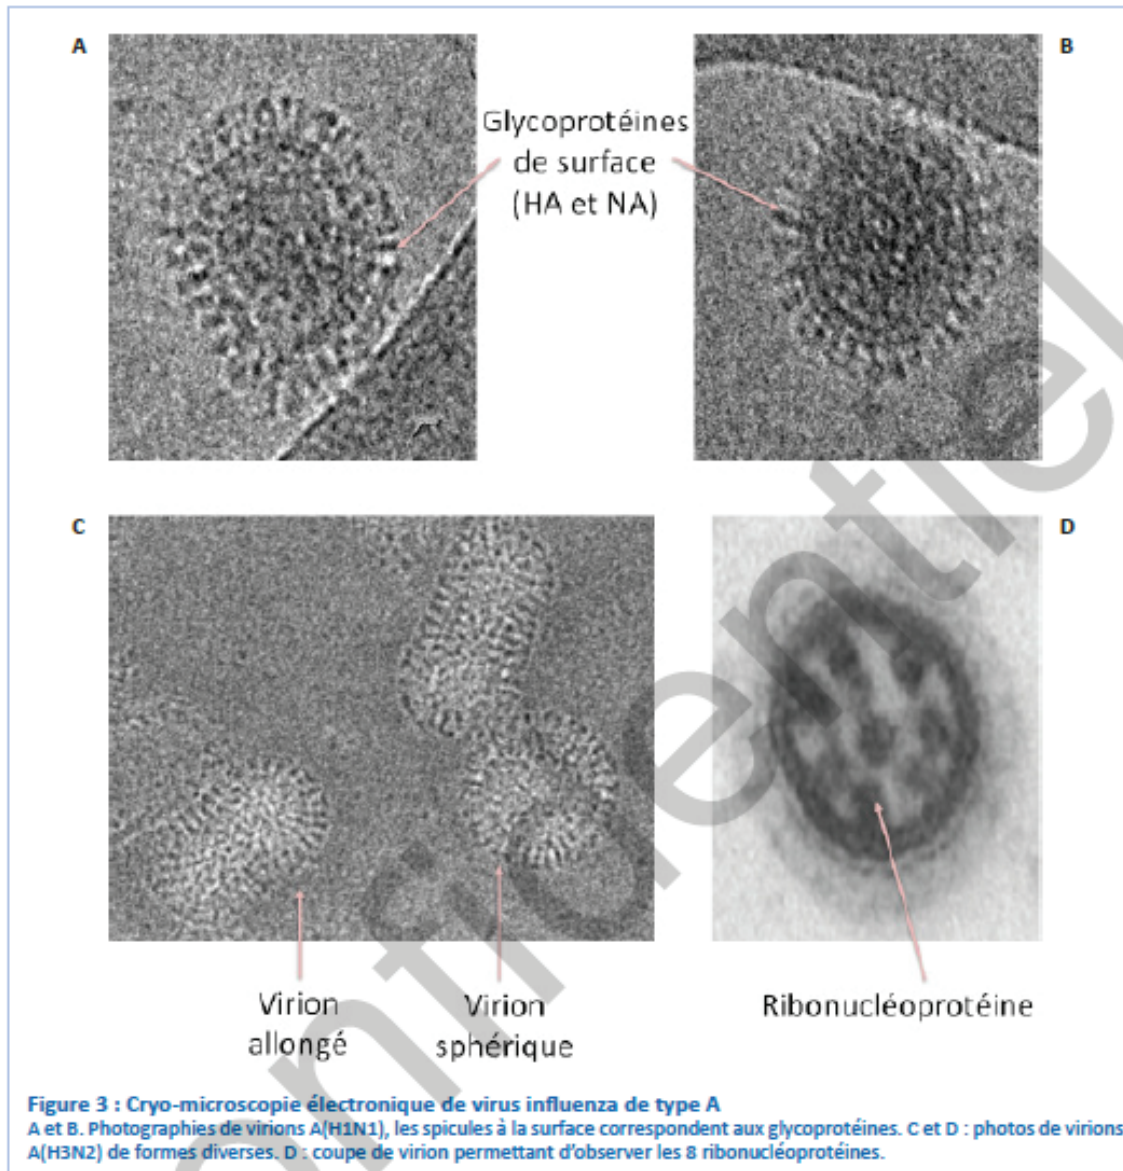 A
B
Glycoprotéines
de surface
(HA et NA)
C
D
Virion
allongé
Virion
sphérique
Ribonucléoprotéine
Figure 3 : Cryo-microscopie électronique de virus influenza de type A
A et B. Photographies de virions A(H1N1), les spicules à la surface correspondent aux glycoprotéines. C et D : photos de virions
A(H3N2) de formes diverses. D : coupe de virion permettant d'observer les 8 ribonucléoprotéines.